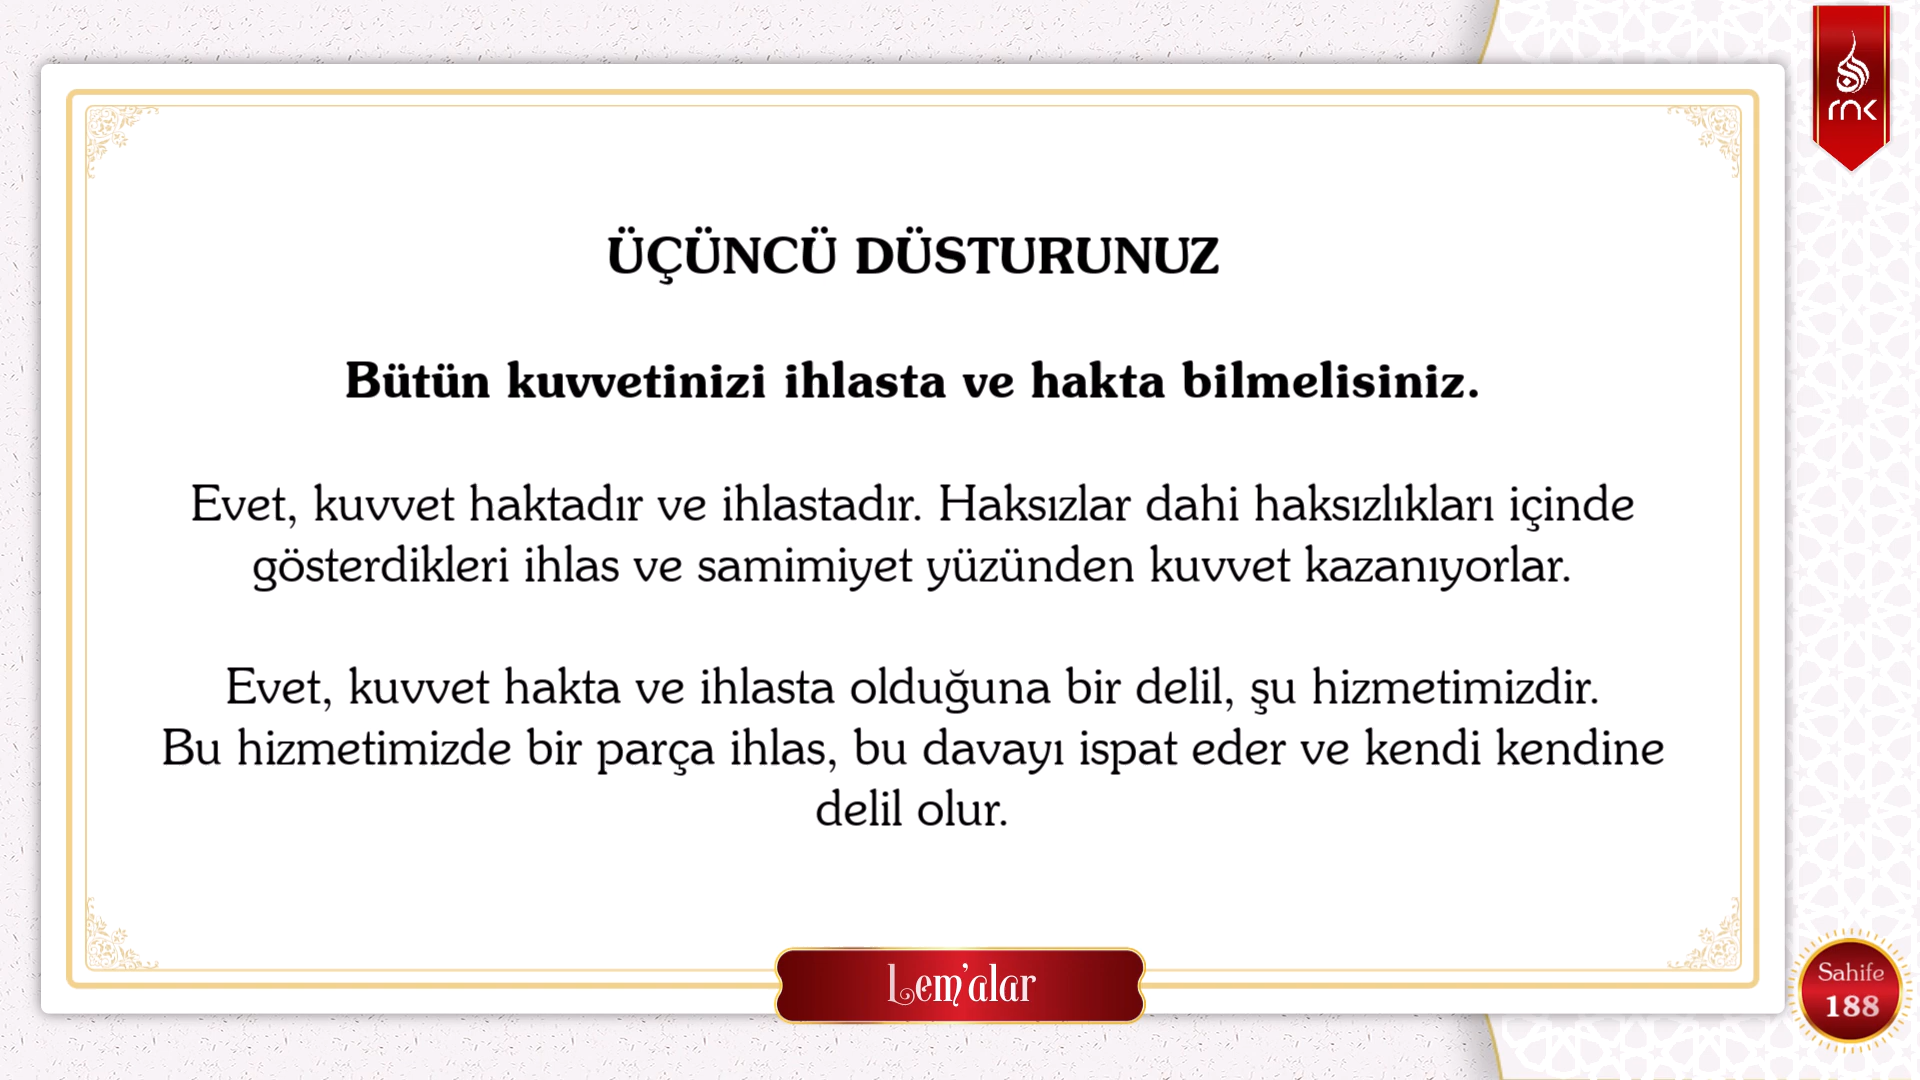 rnk
ÜÇÜNCÜ DÜSTURUNUZ
Bütün kuvvetinizi ihlasta ve hakta bilmelisiniz.
Evet, kuvvet haktadır ve ihlastadır. Haksızlar dahi haksızlıkları içinde
gösterdikleri ihlas ve samimiyet yüzünden kuvvet kazanıyorlar.
Evet, kuvvet hakta ve ihlasta olduğuna bir delil, şu hizmetimizdir.
Bu hizmetimizde bir parça ihlas, bu davayı ispat eder ve kendi kendine
delil olur.
Lem'alar
Sahife
188